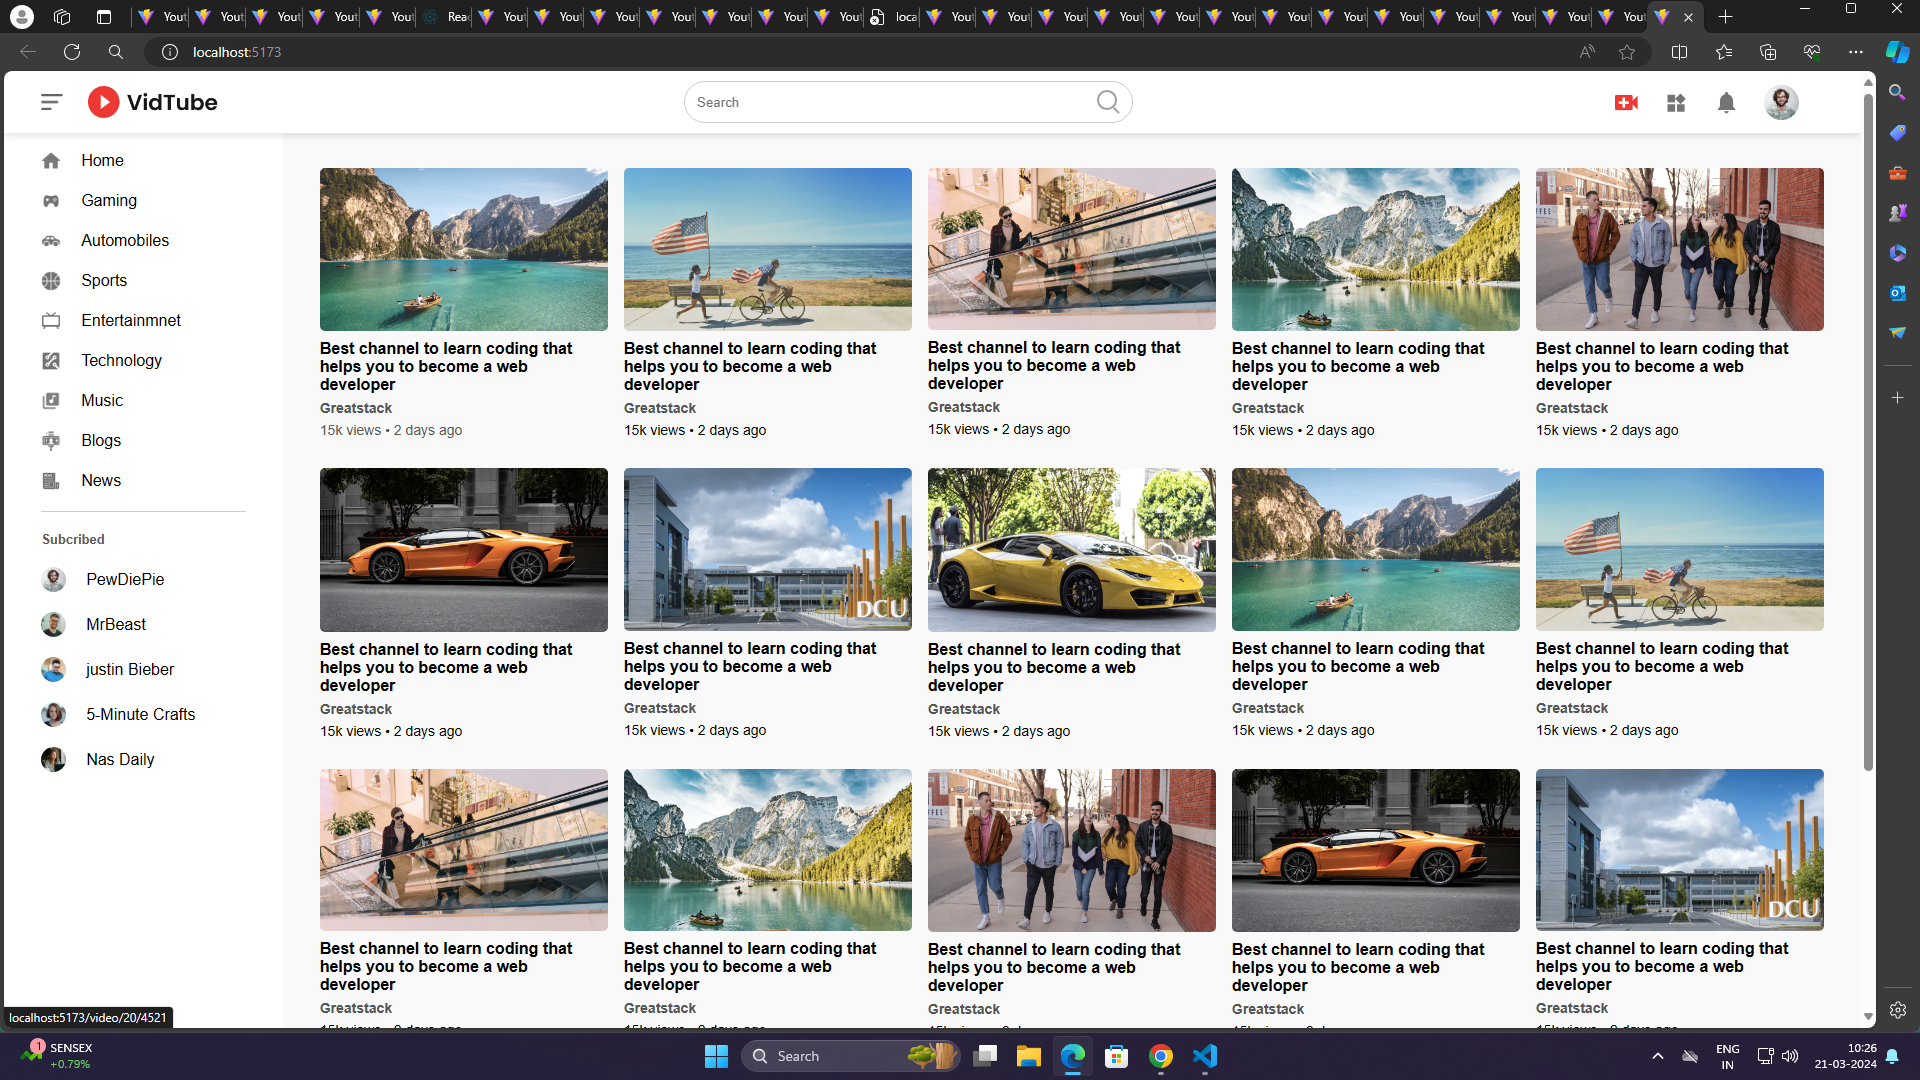 You You You You You Rea You You You You You You You loca You You You You You You You You You You You You You
localhost:5173
VidTube
Search
Home
Gaming
Automobiles
Sports
Entertainmnet
Technology
Music
Blogs
News
Subcribed
PewDiePie
MrBeast
justin Bieber
5-Minute Crafts
Nas Daily
Best channel to learn coding that
helps you to become a web
developer
Greatstack
15k views • 2 days ago
Best channel to learn coding that
helps you to become a web
developer
Greatstack
15k views • 2 days ago
Best channel to learn coding that
helps you to become a web
developer
Greatstack
15k views • 2 days ago
Best channel to learn coding that
helps you to become a web
developer
Greatstack
15k views • 2 days ago
Best channel to learn coding that
helps you to become a web
developer
Greatstack
15k views • 2 days ago
Best channel to learn coding that
helps you to become a web
developer
Greatstack
15k views • 2 days ago
DCU
Best channel to learn coding that
helps you to become a web
developer
Greatstack
15k views • 2 days ago
Best channel to learn coding that
helps you to become a web
developer
Greatstack
15k views • 2 days ago
Best channel to learn coding that
helps you to become a web
developer
Greatstack
15k views • 2 days ago
Best channel to learn coding that
helps you to become a web
developer
Greatstack
15k views • 2 days ago
Best channel to learn coding that
helps you to become a web
developer
Greatstack
Best channel to learn coding that
helps you to become a web
developer
Greatstack
Best channel to learn coding that
helps you to become a web
developer
Greatstack
Best channel to learn coding that
helps you to become a web
developer
Greatstack
DCU
Best channel to learn coding that
helps you to become a web
developer
Greatstack
localhost:5173/video/20/4521
1
SENSEX
+0.79%
Search
ENG
IN
10:26
21-03-2024